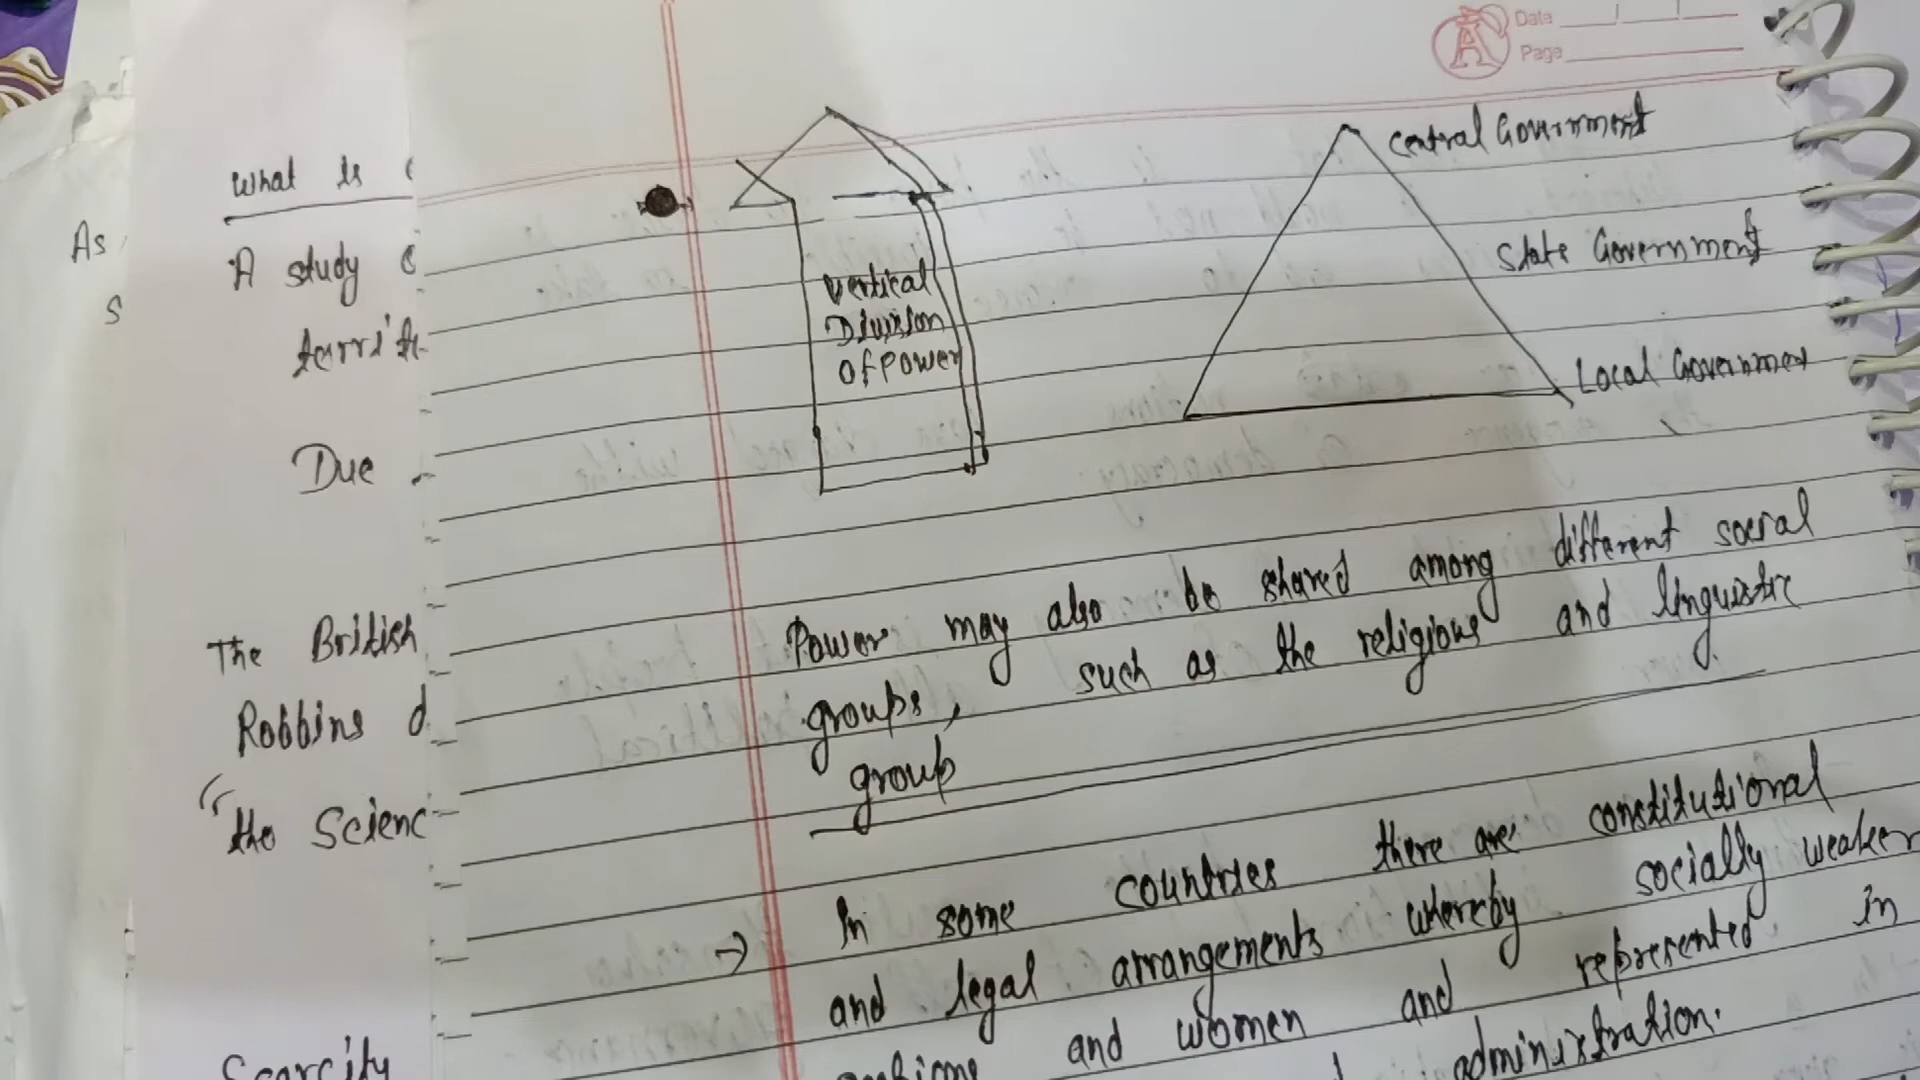 Date
Page
What is
As
A study
territ
Due
The British
Robbins d
"the Scienc
Scarcity
Vertical
Division
Of Power
Central Government
State Government
Local Governmen
Power may also be shared among different social
groups, such as the religious and linguistic
group
→ In some countries there are constitutional
and legal arrangements whereby socially weaker
and women and represented in
administration.